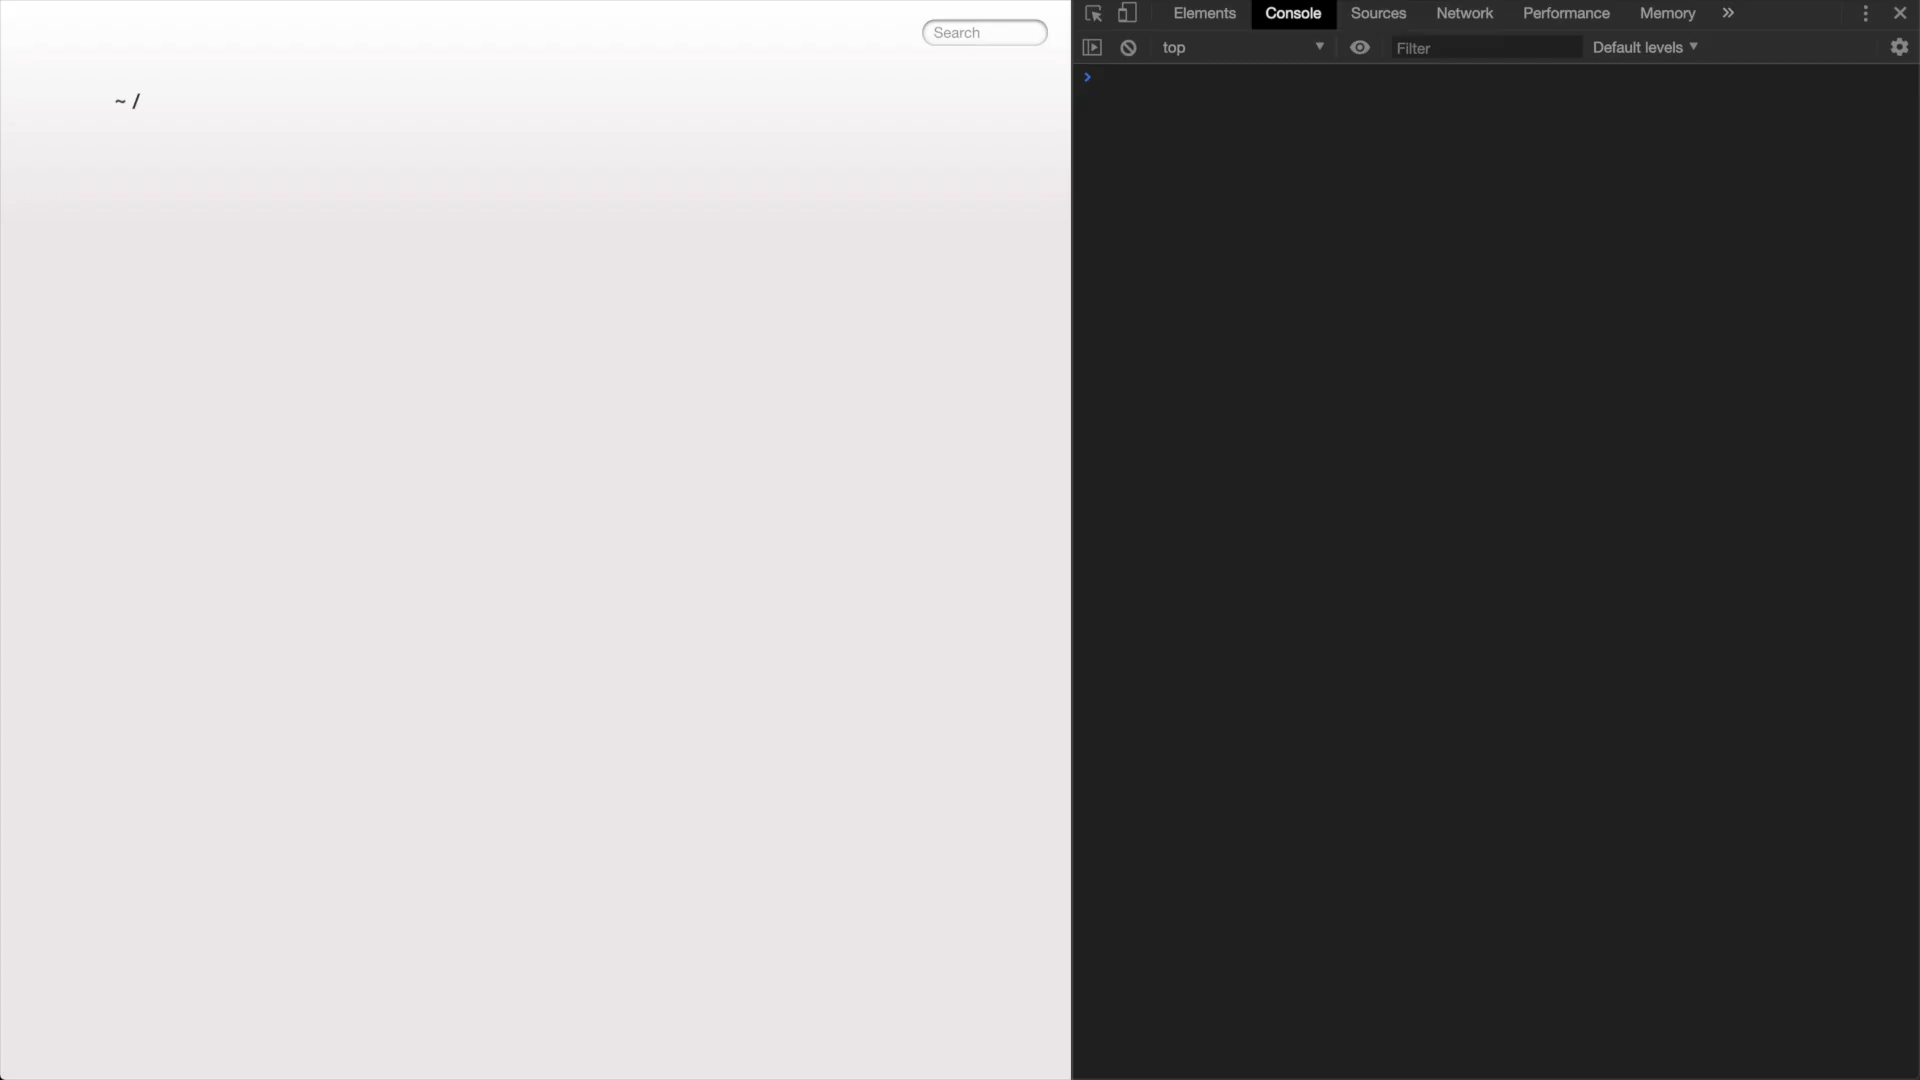 Search
~ /
Elements Console Sources Network Performance Memory
top Filter Default levels